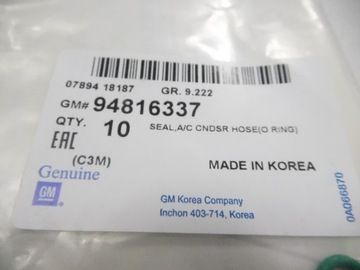 07894 18187 GR. 9.222
GM# 94816337
QTY. 10 SEAL,A/C CNDSR HOSE(O RING)
EAC
(C3M) MADE IN KOREA
Genuine
GM
GM Korea Company
Inchon 403-714, Korea
0AQ66870